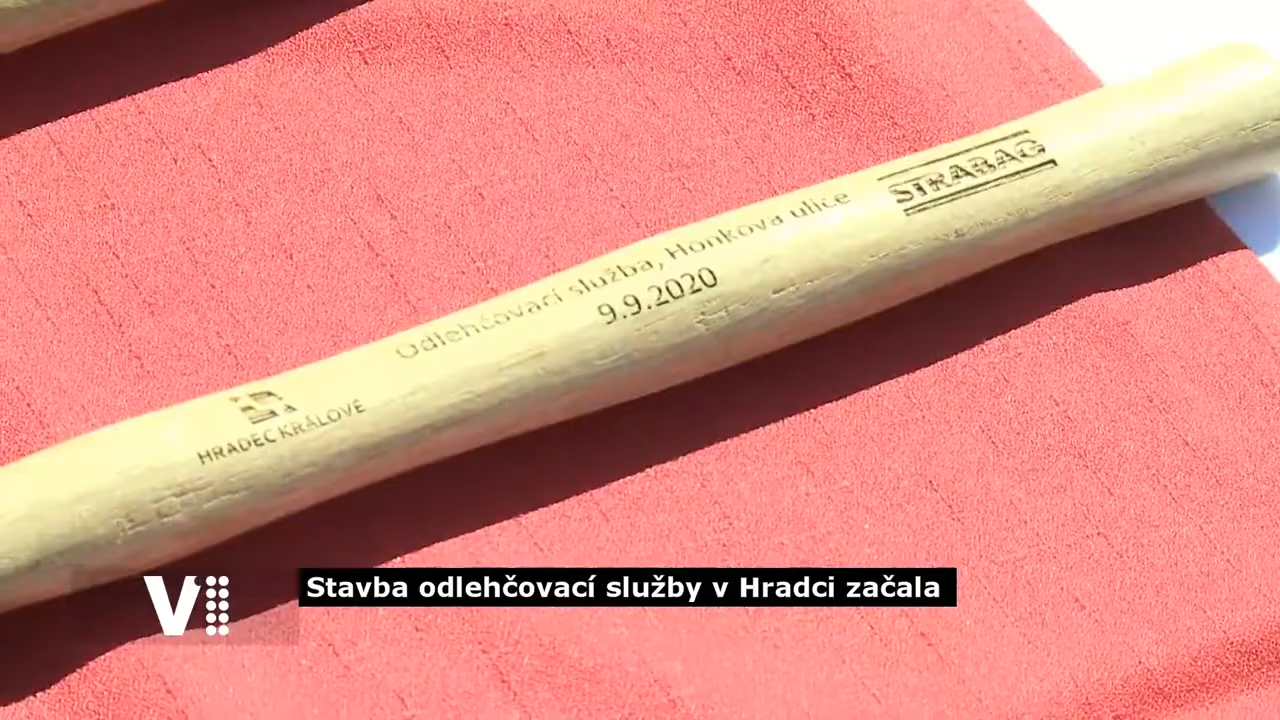 STRABAG
Odlehčovací služba, Honkova ulice
9.9.2020
HRADEC KRÁLOVÉ
V
Stavba odlehčovací služby v Hradci začala